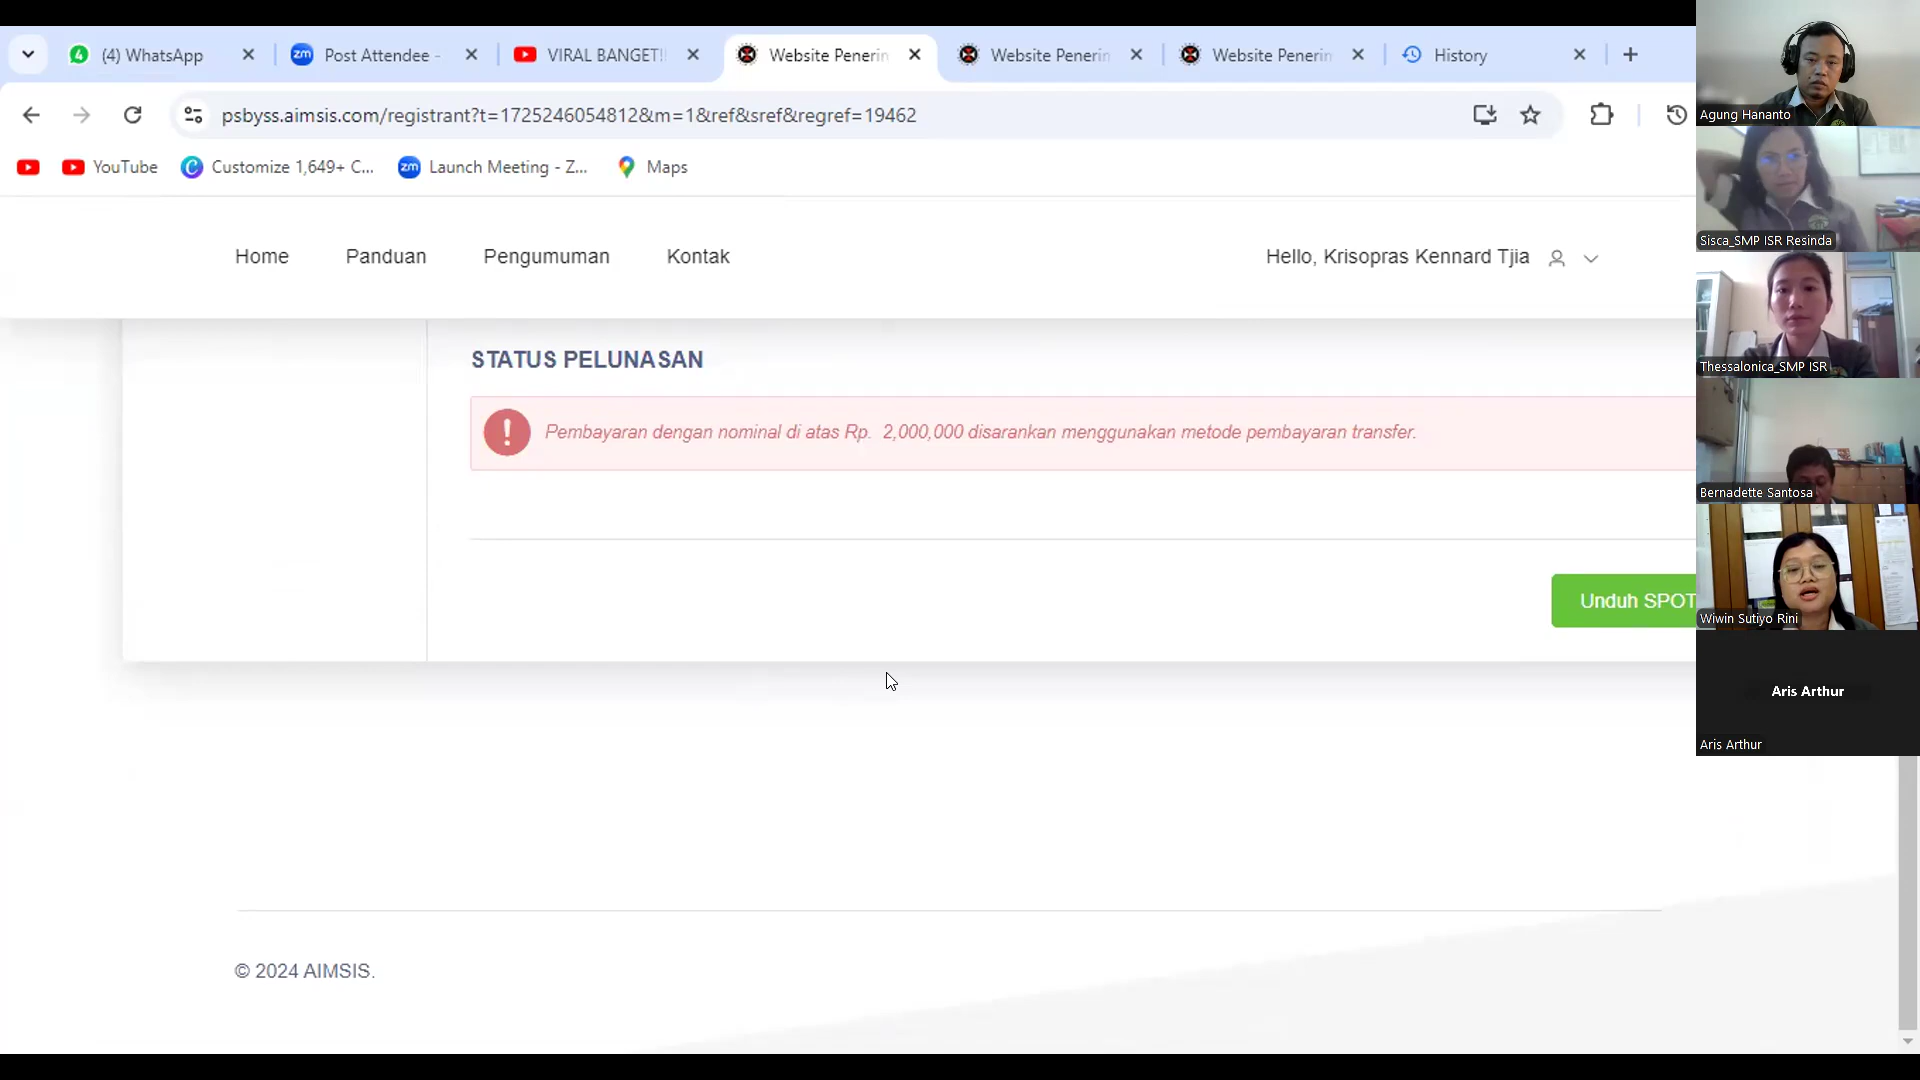 (4) WhatsApp
Post Attendee -
VIRAL BANGET!!
Website Penerin
Website Penerin
Website Penerin
History
psbyss.aimsis.com/registrant?t=1725246054812&m=1&ref&sref&regref=19462
YouTube
Customize 1,649+ C...
Launch Meeting - Z...
Maps
Home
Panduan
Pengumuman
Kontak
Hello, Krisopras Kennard Tjia
STATUS PELUNASAN
Pembayaran dengan nominal di atas Rp. 2,000,000 disarankan menggunakan metode pembayaran transfer.
Unduh SPOT
© 2024 AIMSIS.
Agung Hananto
Sisca_SMP ISR Resinda
Thessalonica_SMP ISR
Bernadette Santosa
Wiwin Sutiyo Rini
Aris Arthur
Aris Arthur